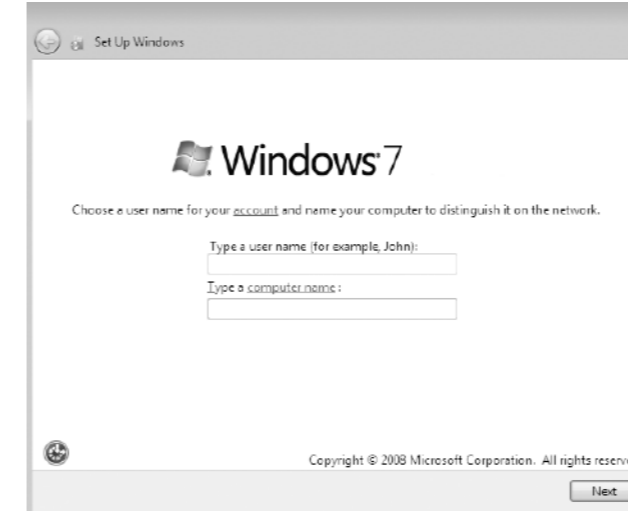 Set Up Windows
Windows 7
Choose a user name for your account and name your computer to distinguish it on the network.
Type a user name (for example, John):
Type a computer name :
Copyright © 2008 Microsoft Corporation. All rights reserve
Next